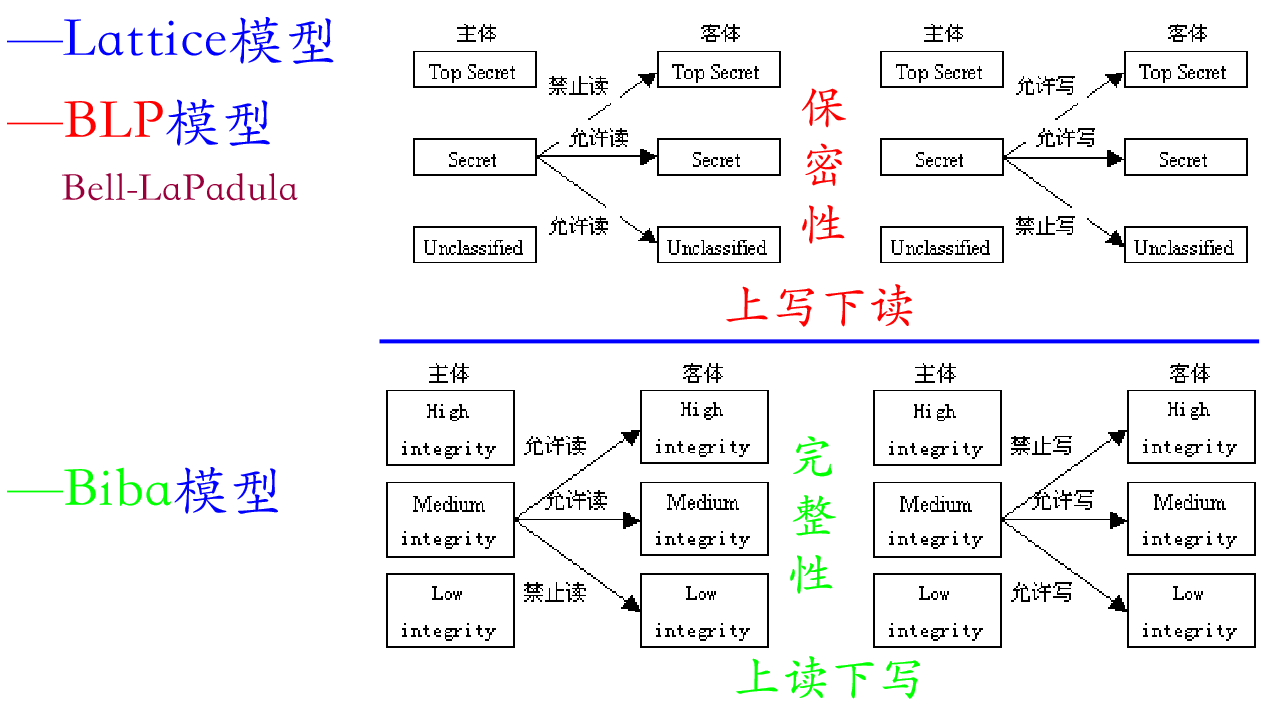 —Lattice模型
—BLP模型
Bell-LaPadula
主体 客体 主体 客体
Top Secret Top Secret Top Secret Top Secret
禁止读 允许写
允许读 允许写
Secret Secret Secret Secret
允许读 禁止写
Unclassified Unclassified Unclassified Unclassified
保密性
上写下读
—Biba模型
主体 客体 主体 客体
High integrity High integrity High integrity High integrity
允许读 禁止写
允许读 允许写
Medium integrity Medium integrity Medium integrity Medium integrity
禁止读 允许写
Low integrity Low integrity Low integrity Low integrity
完整性
上读下写